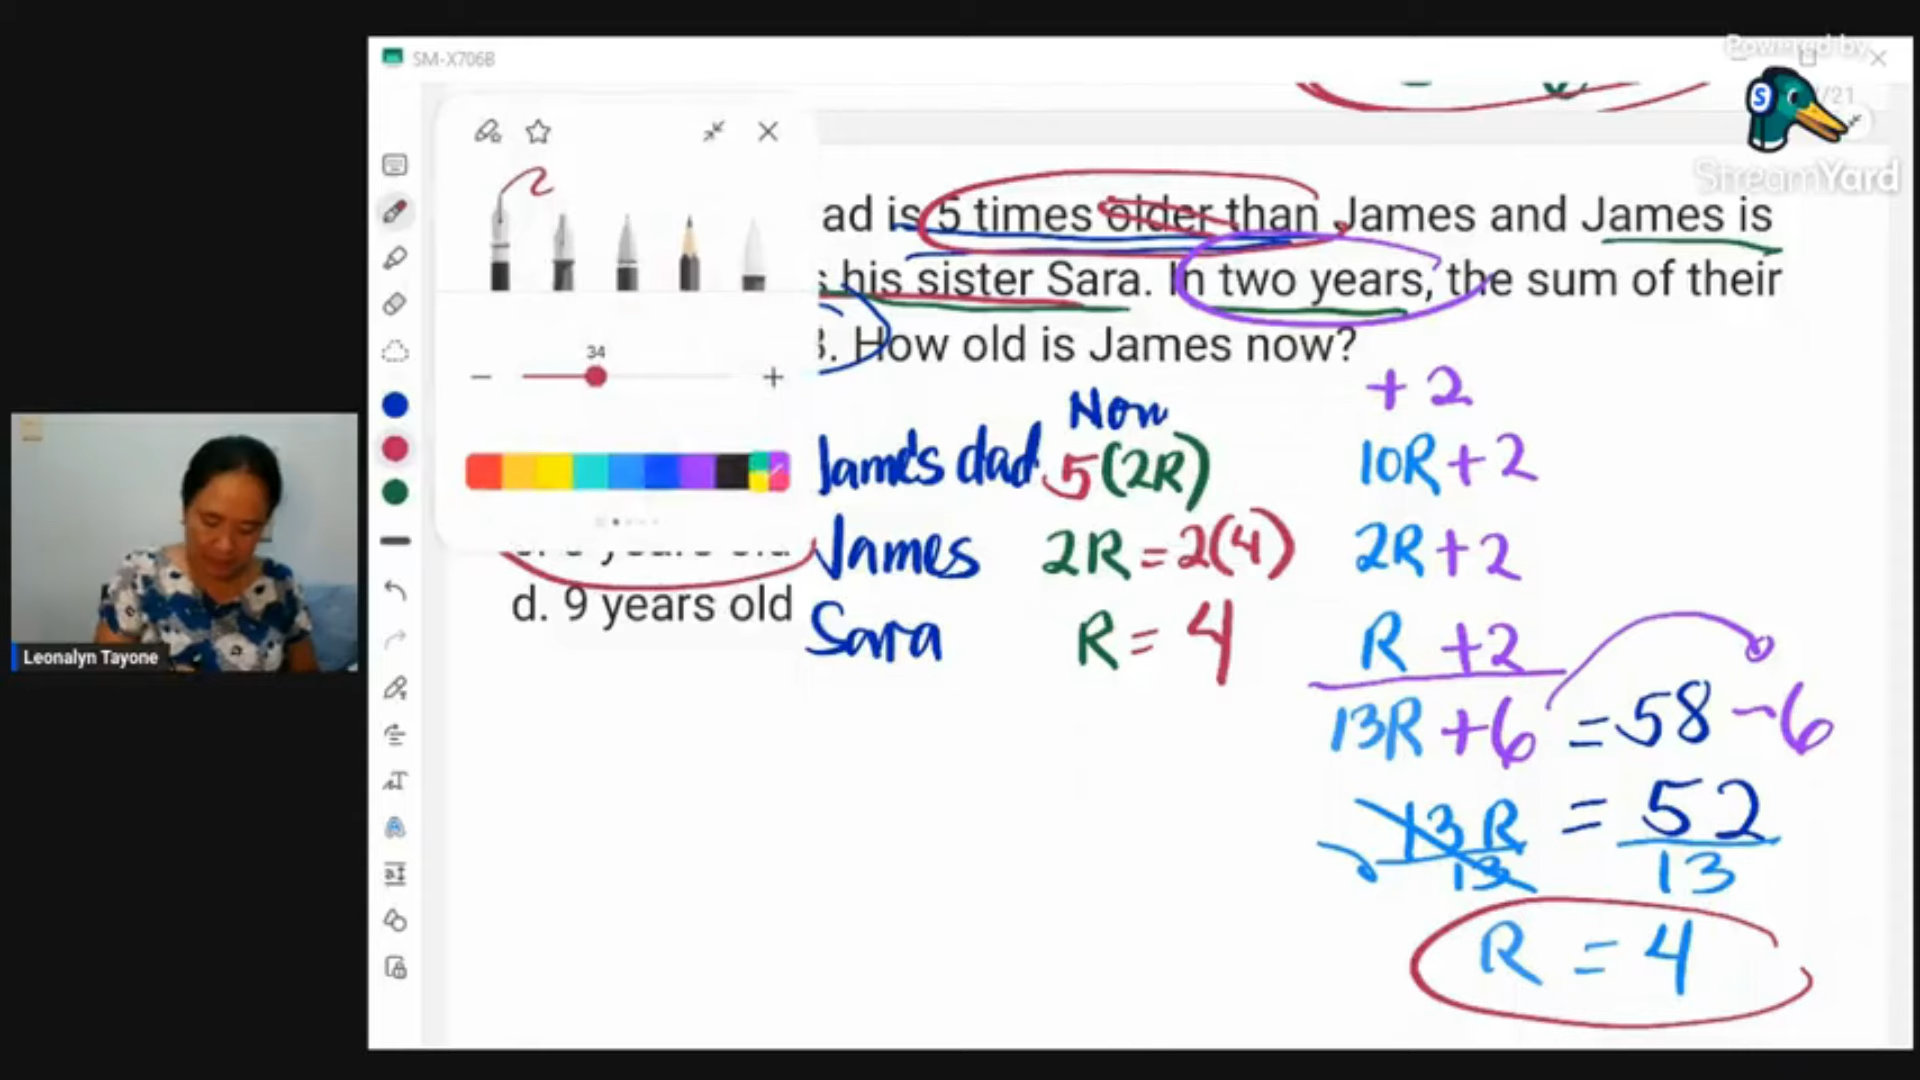 SM-X706B
Powered by
/21
StreamYard
S
ad is 5 times older than James and James is
his sister Sara. In two years, the sum of their
. How old is James now?
34
+ 2
Now
James dad 5(2R) 10R + 2
James 2R = 2(4) 2R + 2
d. 9 years old
Sara R = 4 R + 2
13R + 6 = 58 - 6
13R = 52
13 13
R = 4
Leonalyn Tayone